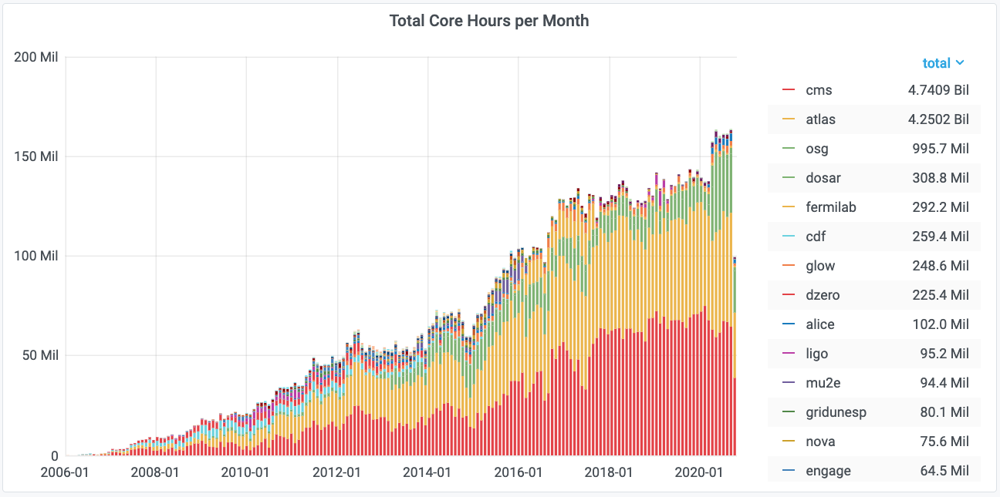 Total Core Hours per Month
200 Mil
150 Mil
100 Mil
50 Mil
0
2006-01 2008-01 2010-01 2012-01 2014-01 2016-01 2018-01 2020-01
total
cms 4.7409 Bil
atlas 4.2502 Bil
osg 995.7 Mil
dosar 308.8 Mil
fermilab 292.2 Mil
cdf 259.4 Mil
glow 248.6 Mil
dzero 225.4 Mil
alice 102.0 Mil
ligo 95.2 Mil
mu2e 94.4 Mil
gridunesp 80.1 Mil
nova 75.6 Mil
engage 64.5 Mil